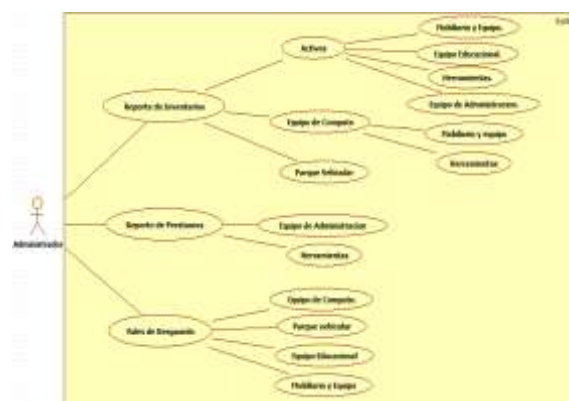 Mobiliario y Equipo.
Activos
Equipo Educacional.
Herramientas.
Reporte de Inventarios
Equipo de Administracion.
Equipo de Computo.
Mobiliario y equipo
Herramientas
Parque Vehicular
Administrador
Reporte de
Equipo de Administracion
Herramientas
Equipo de Computo.
Parque vehicular
Vales de Resguardo
Equipo Educacional
Mobiliario y Equipo